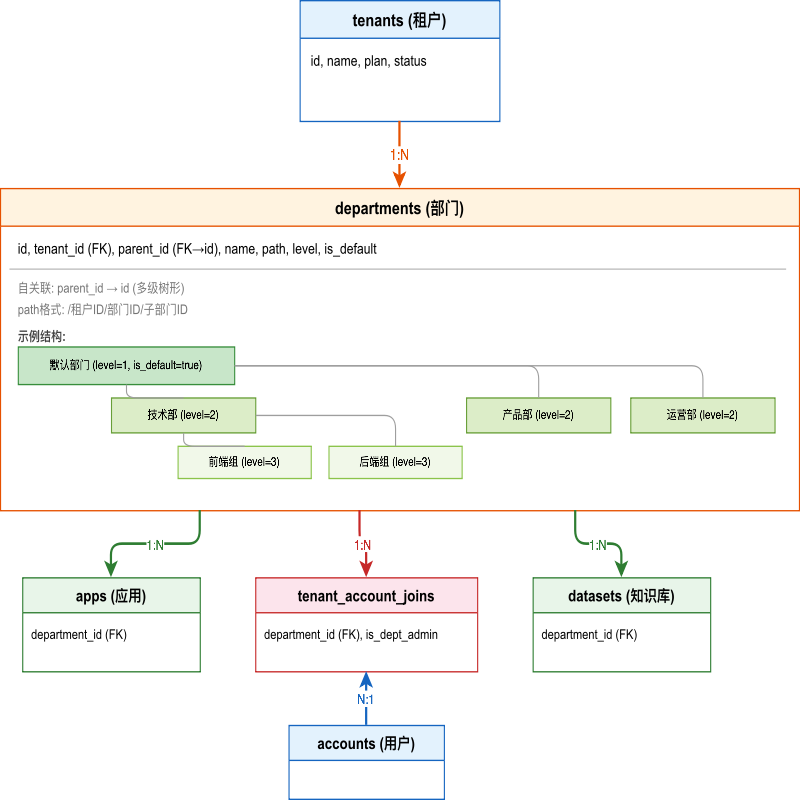 tenants (租户)
id, name, plan, status
1:N
departments (部门)
id, tenant_id (FK), parent_id (FK→id), name, path, level, is_default
自关联: parent_id → id (多级树形)
path格式: /租户ID/部门ID/子部门ID
示例结构:
默认部门 (level=1, is_default=true)
技术部 (level=2)
产品部 (level=2)
运营部 (level=2)
前端组 (level=3)
后端组 (level=3)
1:N
1:N
1:N
apps (应用)
tenant_account_joins
datasets (知识库)
department_id (FK)
department_id (FK), is_dept_admin
department_id (FK)
N:1
accounts (用户)